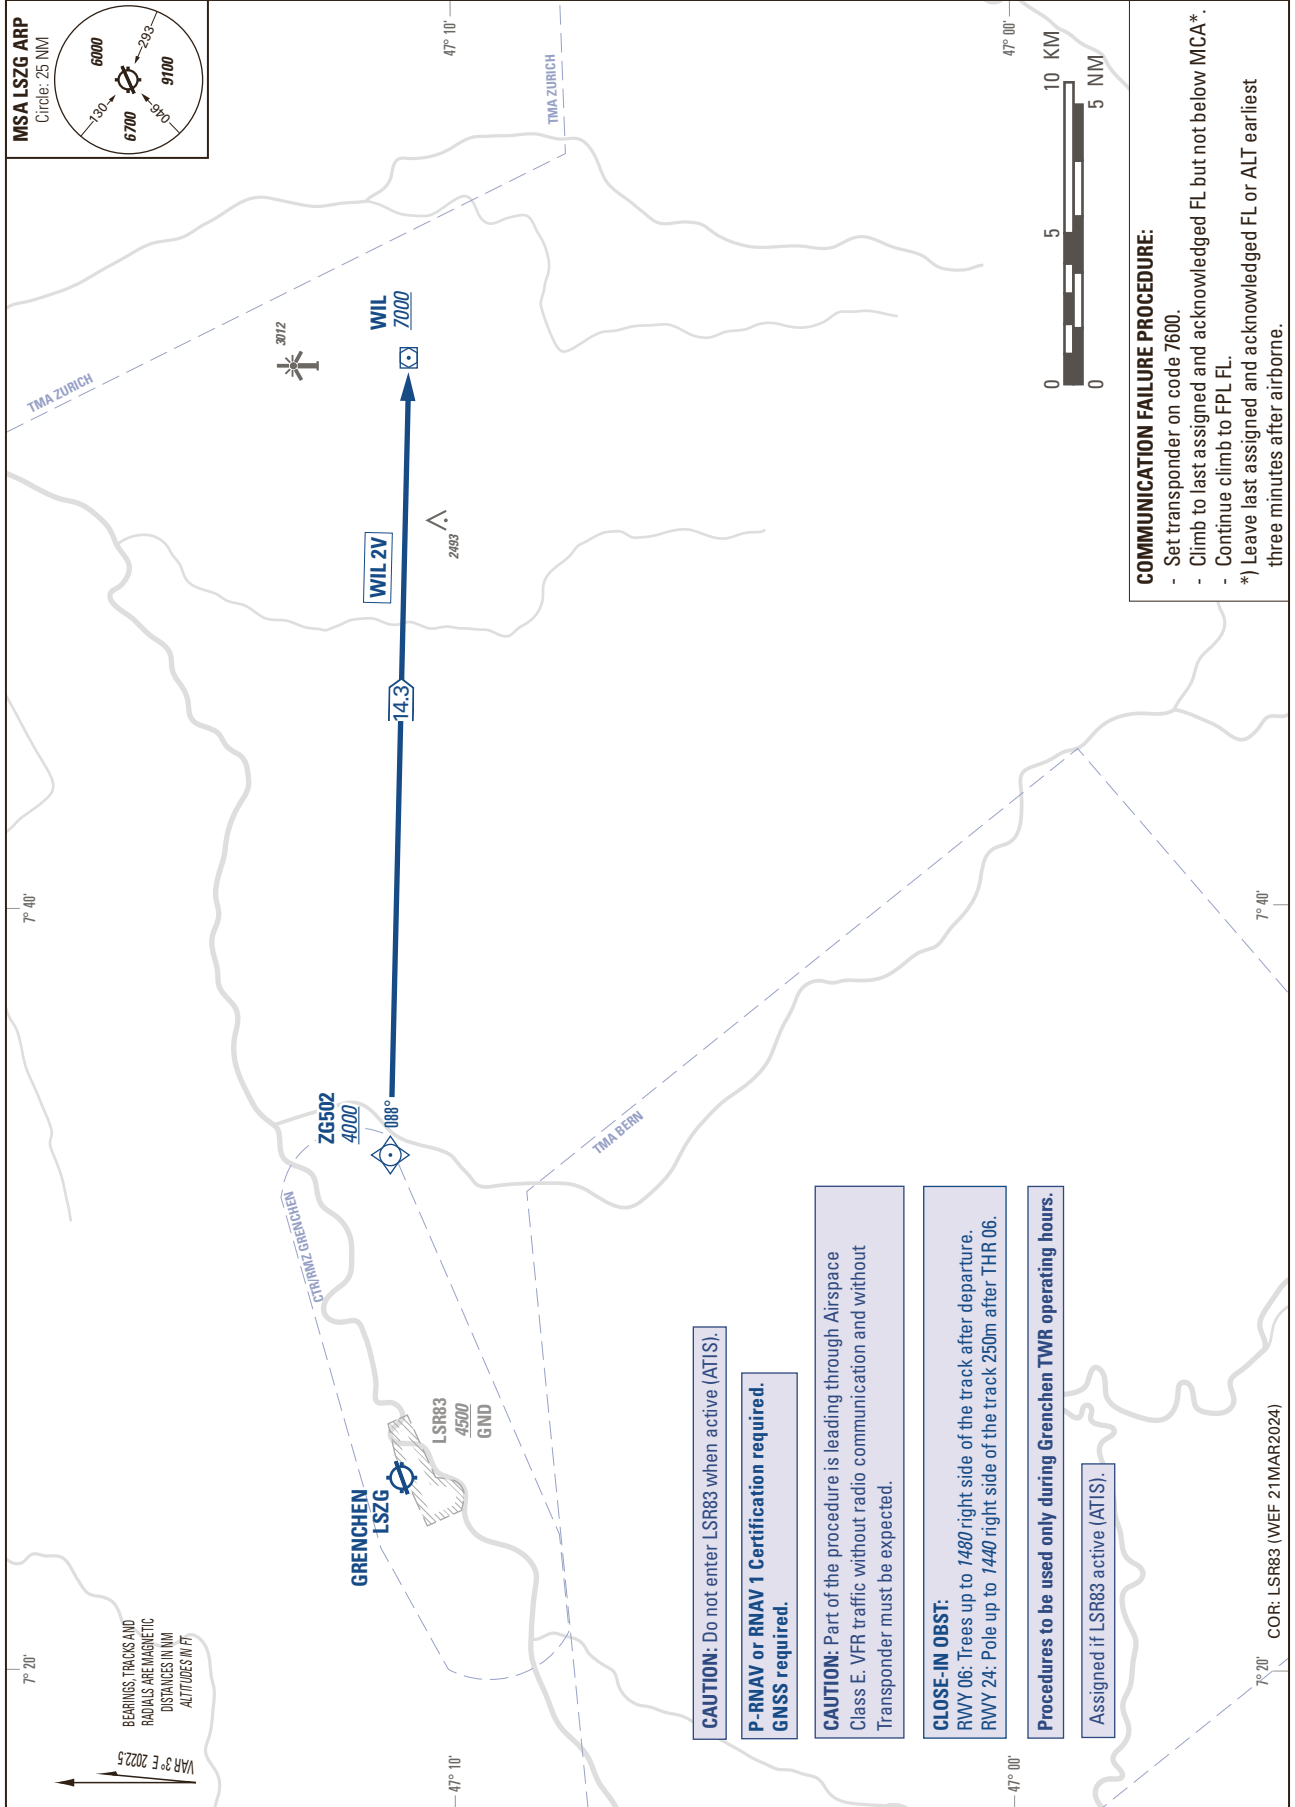 VAR 3° E 2022.5
BEARINGS, TRACKS AND
RADIALS ARE MAGNETIC
DISTANCES IN NM
ALTITUDES IN FT
7° 20'
7° 40'
MSA LSZG ARP
Circle: 25 NM
130
293
046
6000
6700
9100
TMA ZURICH
3012
GRENCHEN
LSZG
CTR/RMZ GRENCHEN
ZG502
4000
088°
14.3
WIL 2V
WIL
7000
LSR83
4500
GND
2493
47° 10'
47° 10'
TMA ZURICH
TMA BERN
CAUTION: Do not enter LSR83 when active (ATIS).
P-RNAV or RNAV 1 Certification required.
GNSS required.
CAUTION: Part of the procedure is leading through Airspace
Class E. VFR traffic without radio communication and without
Transponder must be expected.
CLOSE-IN OBST:
RWY 06: Trees up to 1480 right side of the track after departure.
RWY 24: Pole up to 1440 right side of the track 250m after THR 06.
Procedures to be used only during Grenchen TWR operating hours.
Assigned if LSR83 active (ATIS).
47° 00'
47° 00'
0 5 10 KM
0 5 NM
COMMUNICATION FAILURE PROCEDURE:
- Set transponder on code 7600.
- Climb to last assigned and acknowledged FL but not below MCA*.
- Continue climb to FPL FL.
*) Leave last assigned and acknowledged FL or ALT earliest
three minutes after airborne.
7° 20'
7° 40'
COR: LSR83 (WEF 21MAR2024)